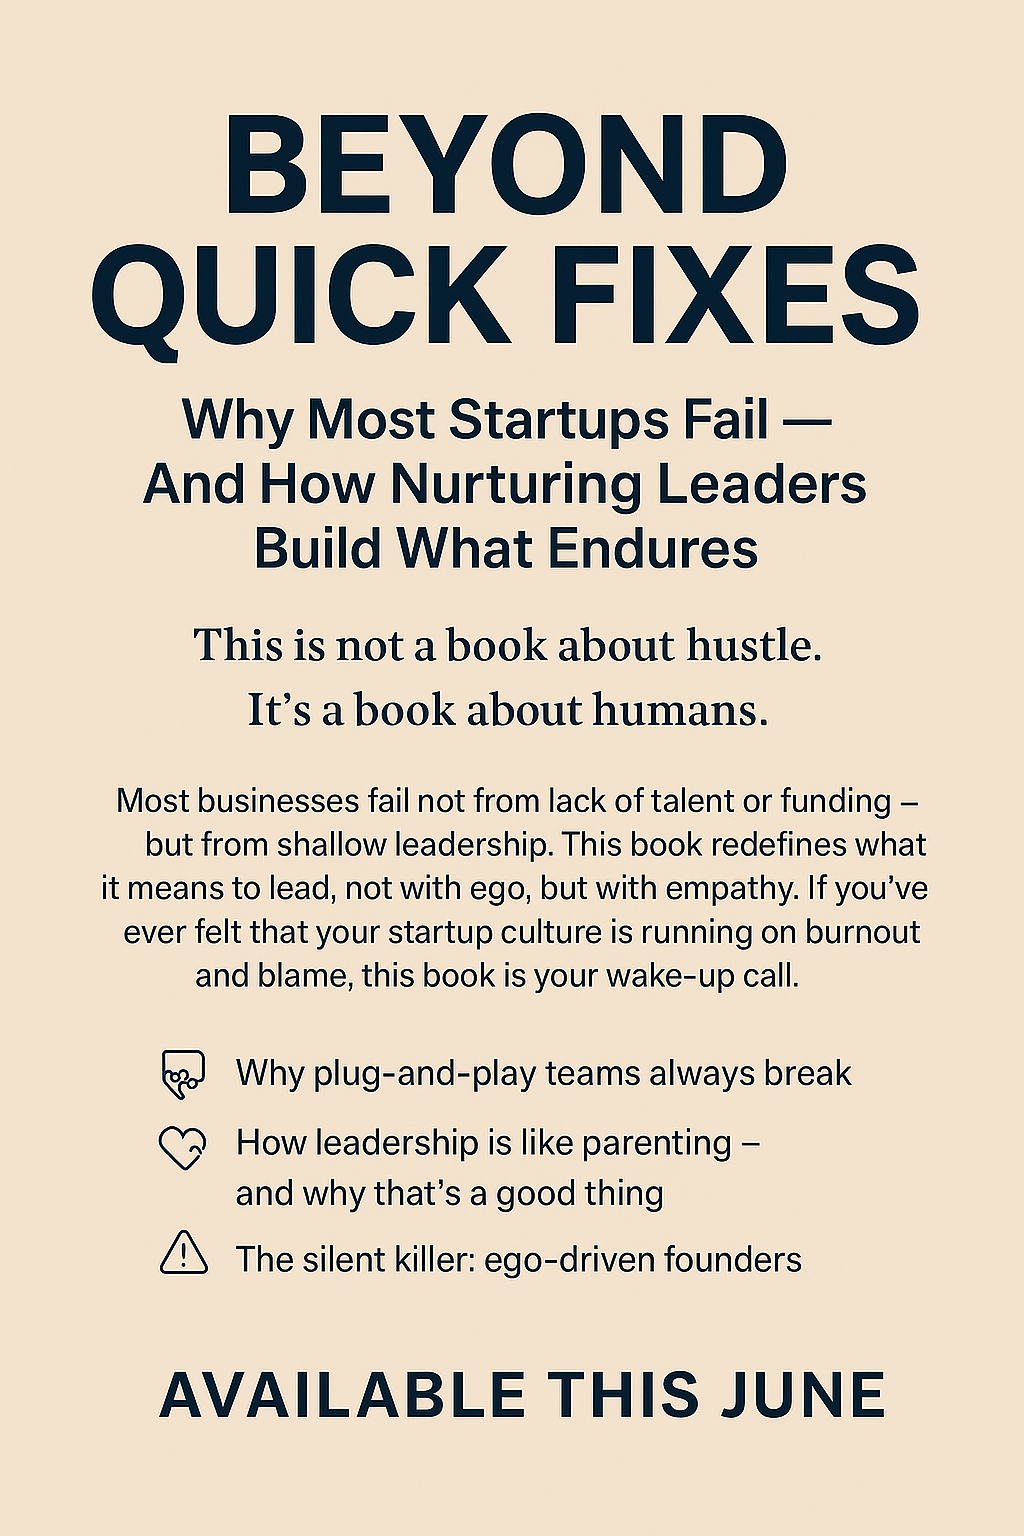 BEYOND
QUICK FIXES
Why Most Startups Fail —
And How Nurturing Leaders
Build What Endures
This is not a book about hustle.
It’s a book about humans.
Most businesses fail not from lack of talent or funding –
but from shallow leadership. This book redefines what
it means to lead, not with ego, but with empathy. If you’ve
ever felt that your startup culture is running on burnout
and blame, this book is your wake-up call.
Why plug-and-play teams always break
How leadership is like parenting –
and why that’s a good thing
The silent killer: ego-driven founders
AVAILABLE THIS JUNE